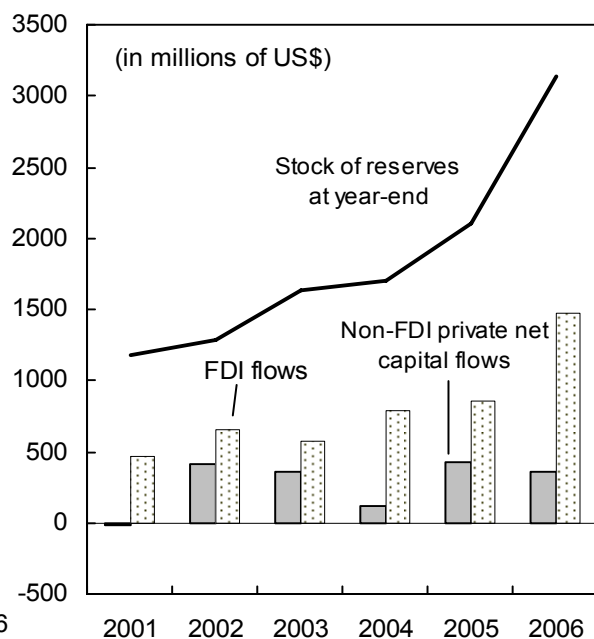 3500
(in millions of US$)
3000
Stock of reserves
at year-end
2500
2000
1500
Non-FDI private net
capital flows
FDI flows
1000
500
0
-500
6
2001 2002 2003 2004 2005 2006